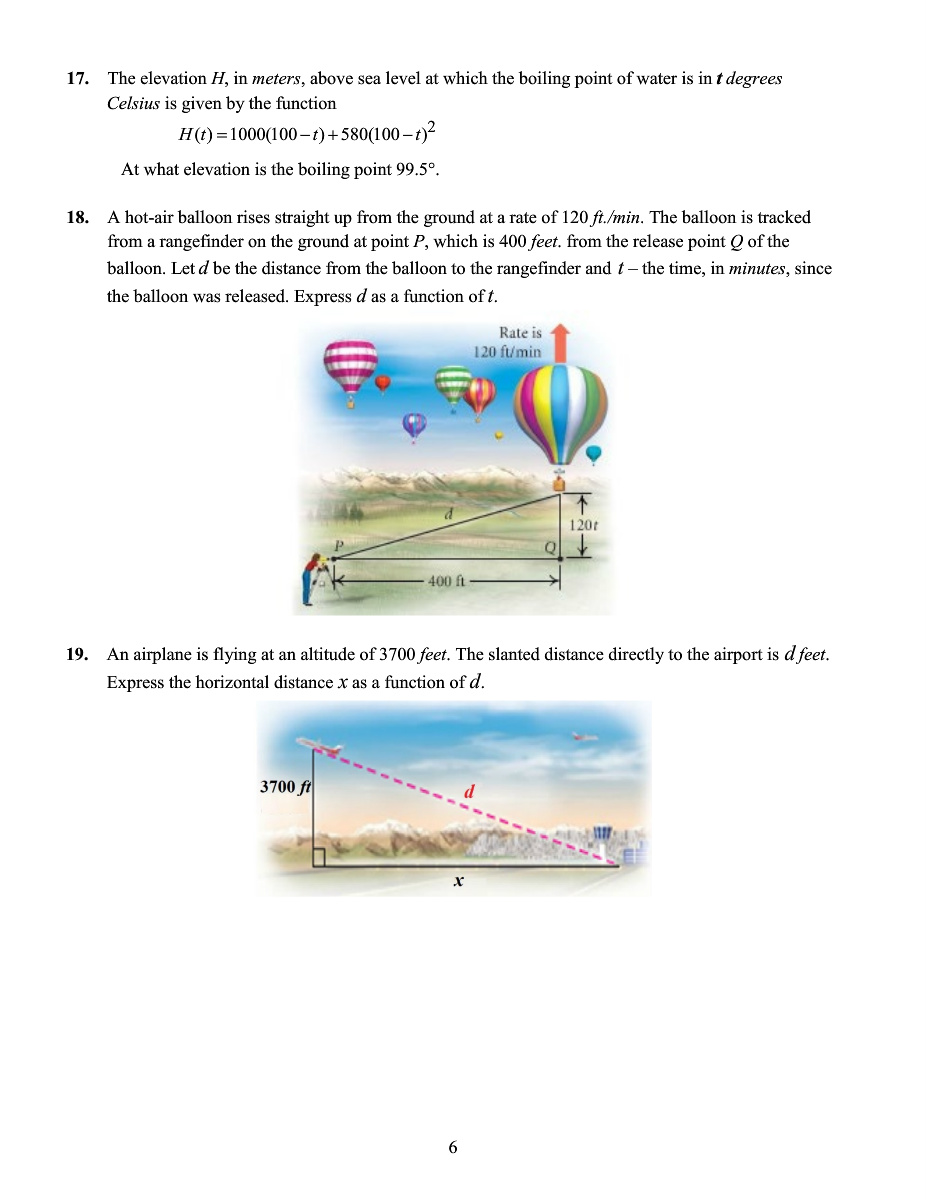 17. The elevation H, in meters, above sea level at which the boiling point of water is in t degrees
Celsius is given by the function
H(t) = 1000(100 − t) + 580(100 − t)²
At what elevation is the boiling point 99.5°.
18. A hot-air balloon rises straight up from the ground at a rate of 120 ft./min. The balloon is tracked
from a rangefinder on the ground at point P, which is 400 feet. from the release point Q of the
balloon. Let d be the distance from the balloon to the rangefinder and t – the time, in minutes, since
the balloon was released. Express d as a function of t.
Rate is
120 ft/min
d
120t
P
Q
400 ft
19. An airplane is flying at an altitude of 3700 feet. The slanted distance directly to the airport is d feet.
Express the horizontal distance x as a function of d.
3700 ft
d
x
6